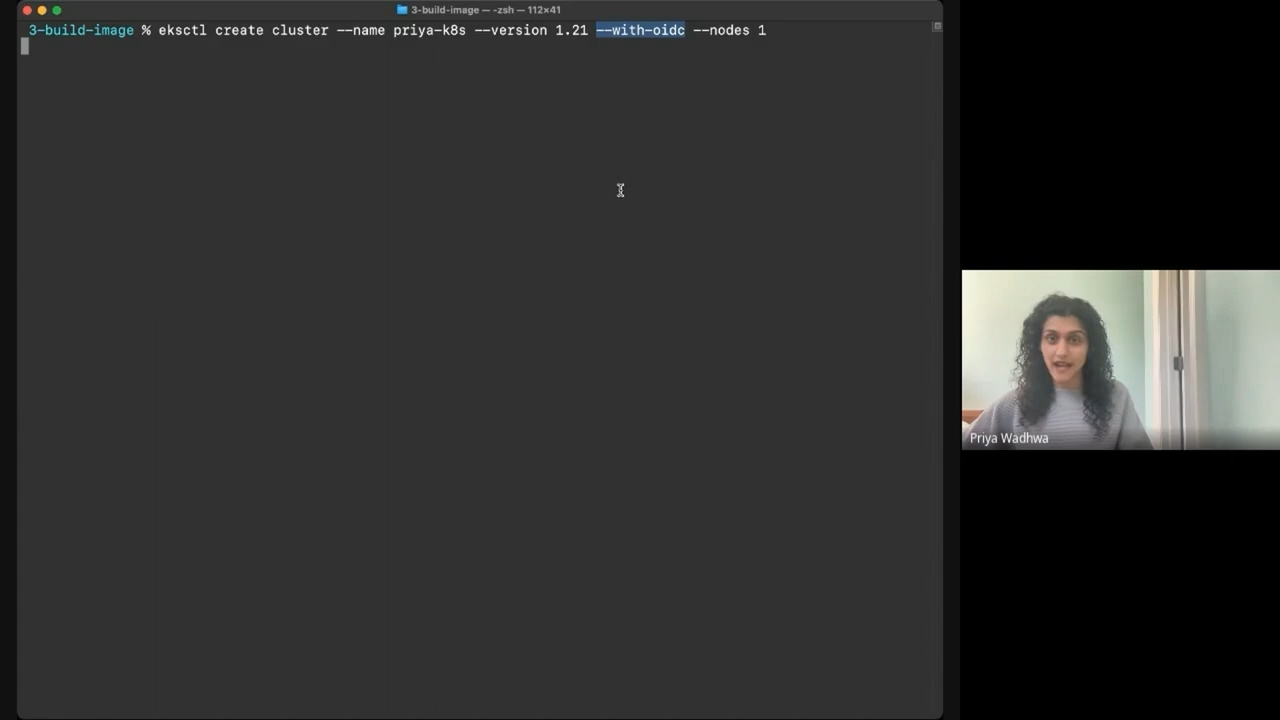 3-build-image — -zsh — 112×41
3-build-image % eksctl create cluster --name priya-k8s --version 1.21 --with-oidc --nodes 1
Priya Wadhwa